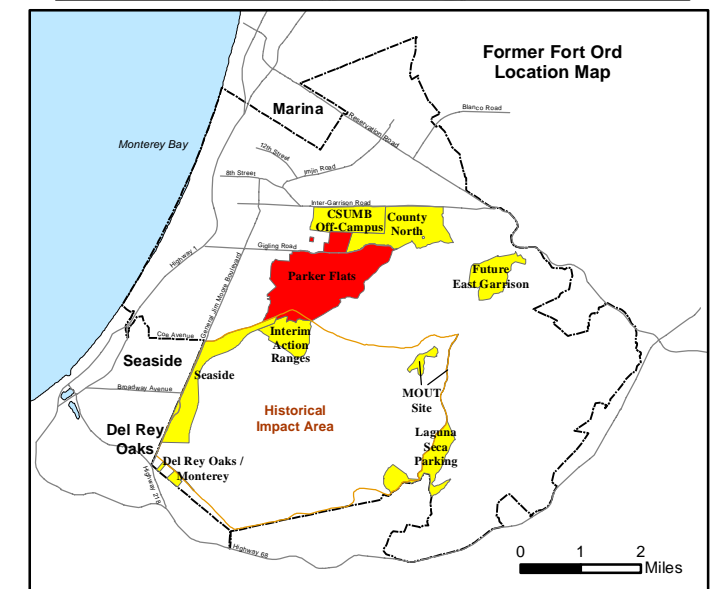 Former Fort Ord
Location Map
Marina
Blanco Road
Reservation Road
Monterey Bay
12th Street
Imjin Road
8th Street
Inter-Garrison Road
CSUMB
Off-Campus
County
North
Gigling Road
Highway 1
General Jim Moore Boulevard
Parker Flats
Future
East Garrison
Coe Avenue
Interim
Action
Ranges
Seaside
Seaside
Broadway Avenue
MOUT
Site
Historical
Impact Area
Del Rey
Oaks
Laguna
Seca
Parking
Del Rey Oaks /
Monterey
Highway 218
Highway 68
0 1 2
Miles